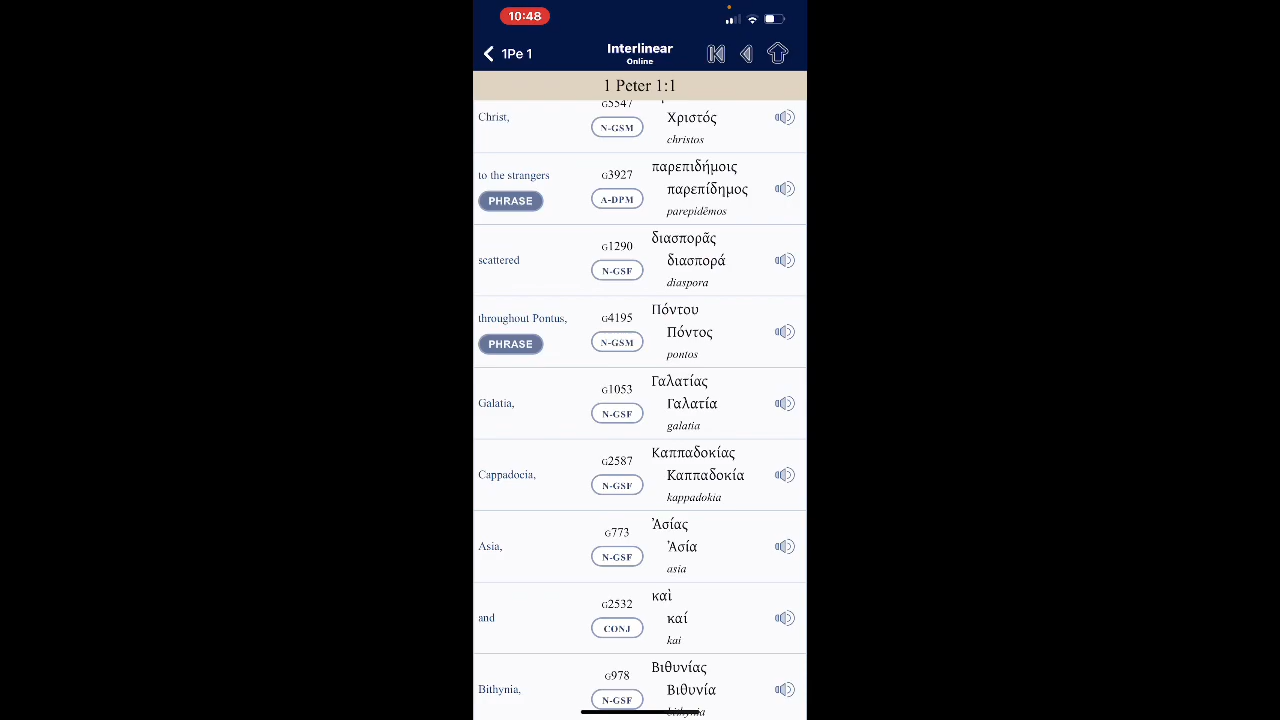 10:48
1Pe 1
Interlinear
Online
1 Peter 1:1
Christ,
G5547
N-GSM
Χριστός
christos
to the strangers
PHRASE
G3927
A-DPM
παρεπιδήμοις
παρεπίδημος
parepidēmos
scattered
G1290
N-GSF
διασπορᾶς
διασπορά
diaspora
throughout Pontus,
PHRASE
G4195
N-GSM
Πόντου
Πόντος
pontos
Galatia,
G1053
N-GSF
Γαλατίας
Γαλατία
galatia
Cappadocia,
G2587
N-GSF
Καππαδοκίας
Καππαδοκία
kappadokia
Asia,
G773
N-GSF
Ἀσίας
Ἀσία
asia
and
G2532
CONJ
καὶ
καί
kai
Bithynia,
G978
N-GSF
Βιθυνίας
Βιθυνία
bithynia